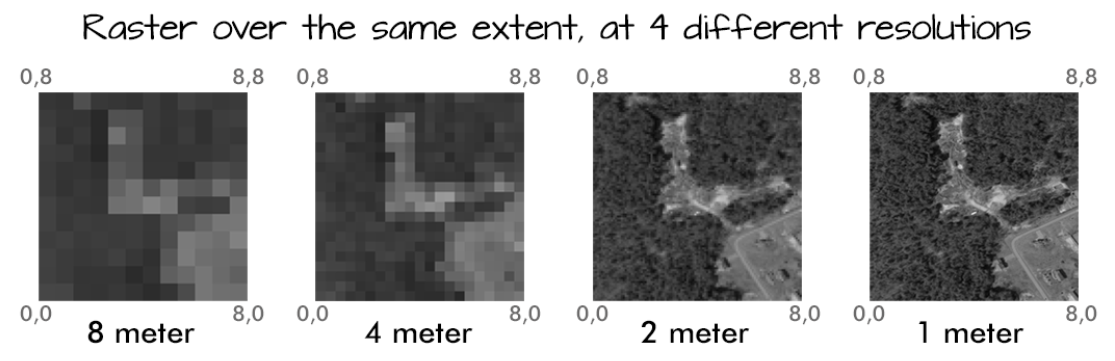 Raster over the same extent, at 4 different resolutions
0,8 8,8 0,8 8,8 0,8 8,8 0,8 8,8
0,0 8,0 0,0 8,0 0,0 8,0 0,0 8,0
8 meter 4 meter 2 meter 1 meter